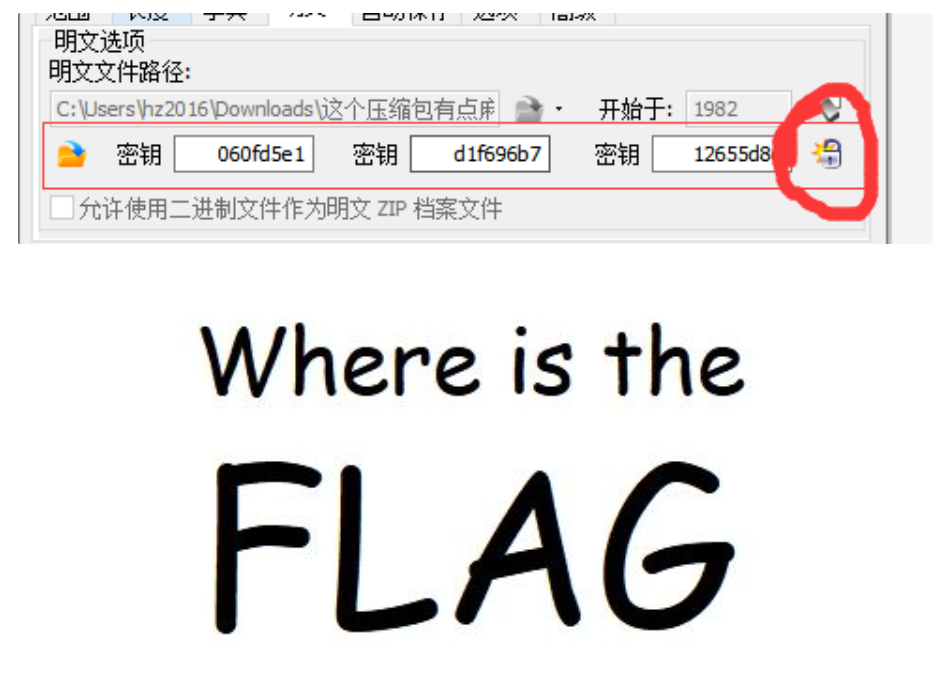 明文选项
明文文件路径:
C:\Users\hz2016\Downloads\这个压缩包有点麻 开始于: 1982
密钥 060fd5e1 密钥 d1f696b7 密钥 12655d8
允许使用二进制文件作为明文 ZIP 档案文件
Where is the
FLAG